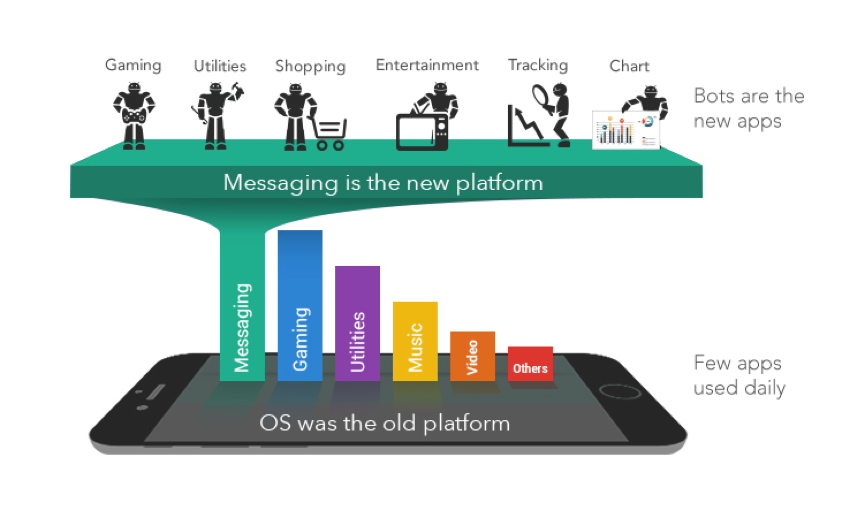 Gaming
Utilities
Shopping
Entertainment
Tracking
Chart
Bots are the
new apps
Messaging is the new platform
Messaging
Gaming
Utilities
Music
Video
Others
Few apps
used daily
OS was the old platform